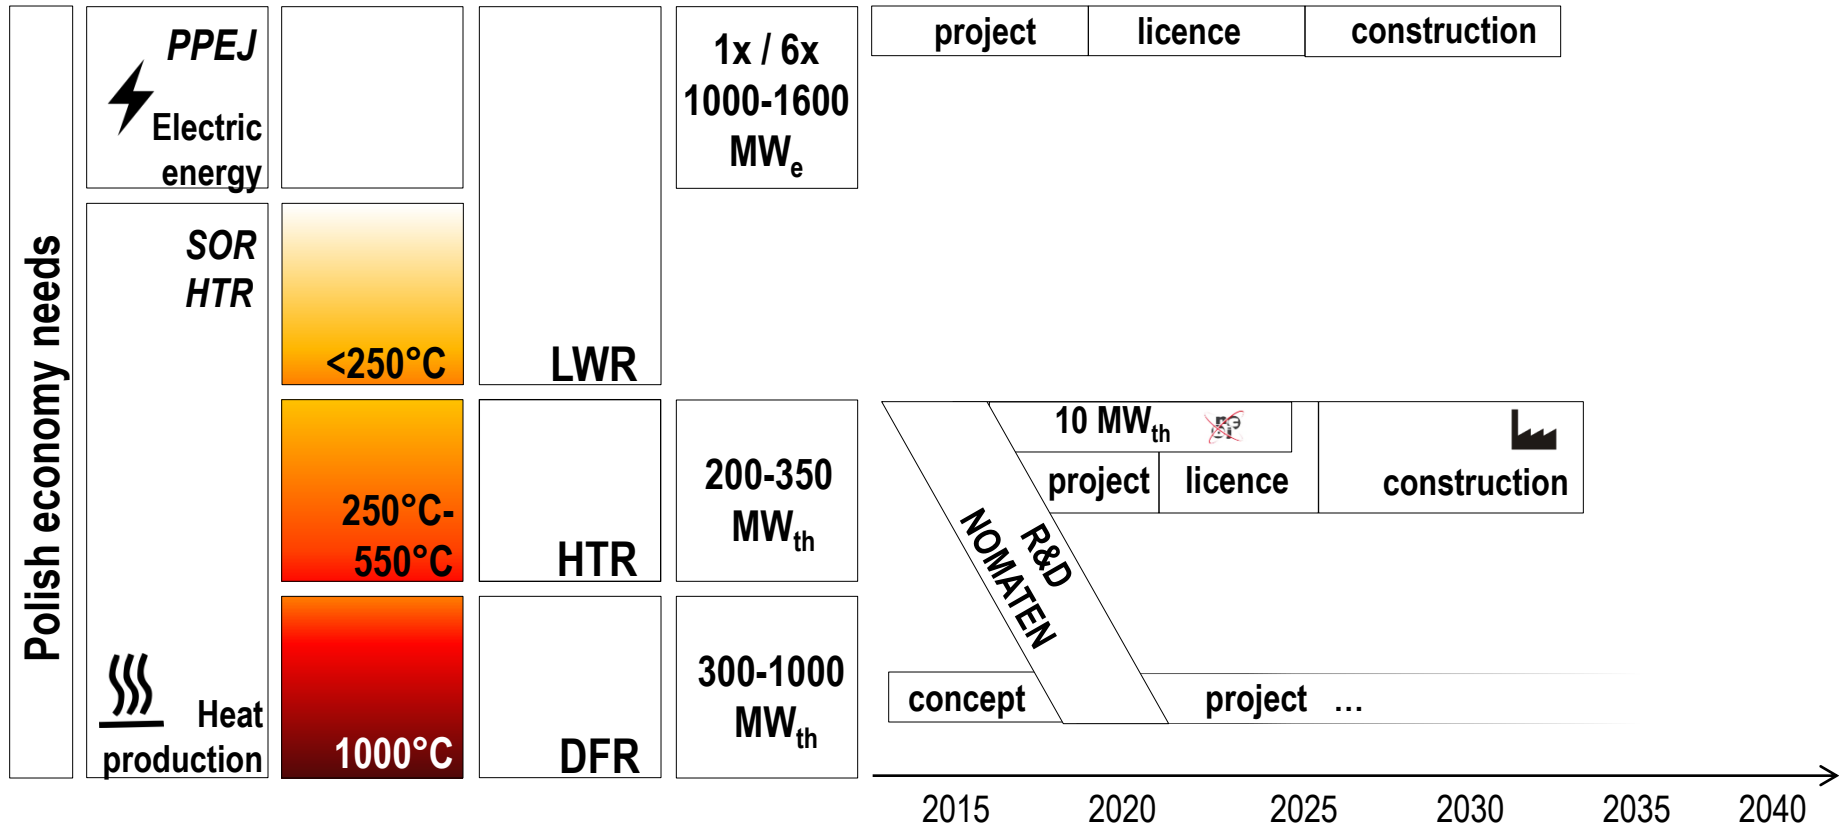 Polish economy needs
PPEJ
Electric
energy
SOR
HTR
Heat
production
<250°C
250°C-
550°C
1000°C
LWR
HTR
DFR
1x / 6x
1000-1600
MWe
200-350
MWth
300-1000
MWth
project
licence
construction
10 MWth
project
licence
construction
R&D
NOMATEN
concept
project ...
2015
2020
2025
2030
2035
2040